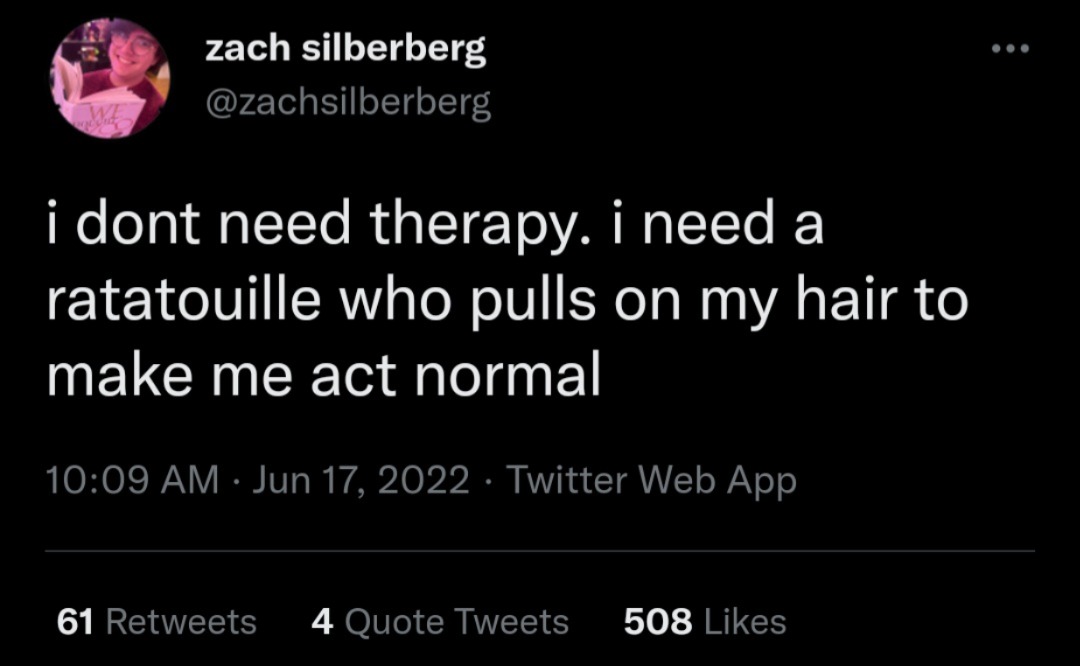 zach silberberg
@zachsilberberg
i dont need therapy. i need a
ratatouille who pulls on my hair to
make me act normal
10:09 AM · Jun 17, 2022 · Twitter Web App
61 Retweets 4 Quote Tweets 508 Likes